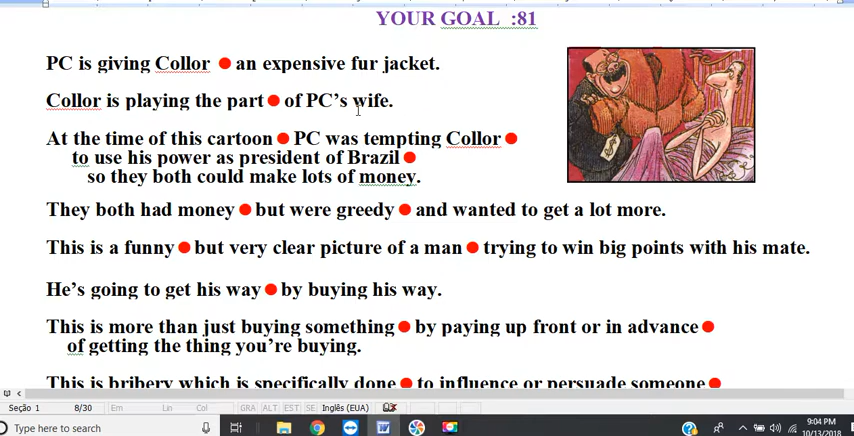 YOUR GOAL :81
PC is giving Collor ● an expensive fur jacket.
Collor is playing the part ● of PC’s wife.
At the time of this cartoon ● PC was tempting Collor ●
to use his power as president of Brazil ●
so they both could make lots of money.
They both had money ● but were greedy ● and wanted to get a lot more.
This is a funny ● but very clear picture of a man ● trying to win big points with his mate.
He’s going to get his way ● by buying his way.
This is more than just buying something ● by paying up front or in advance ●
of getting the thing you’re buying.
This is bribery which is specifically done ● to influence or persuade someone ●
Seção 1 8/30 Em Lin Col GRA ALT EST SE Inglês (EUA)
Type here to search
9:04 PM
10/13/2018